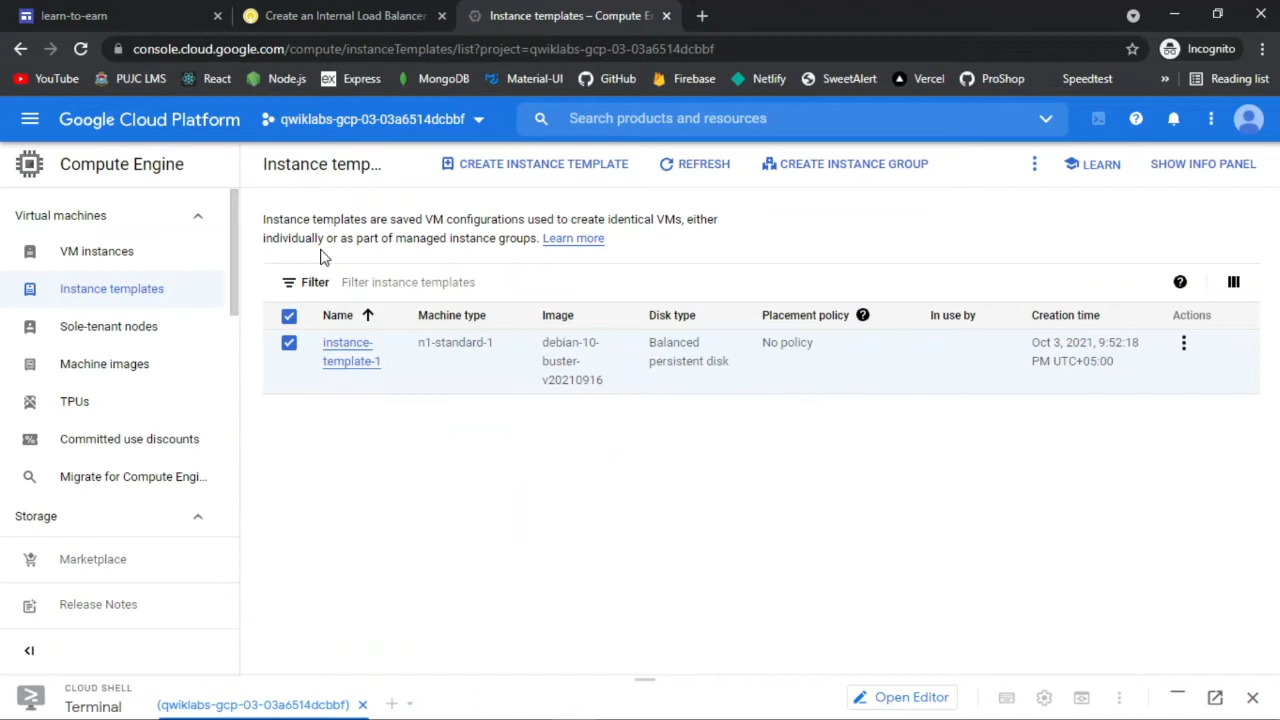 learn-to-earn
Create an Internal Load Balancer
Instance templates – Compute E
console.cloud.google.com/compute/instanceTemplates/list?project=qwiklabs-gcp-03-03a6514dcbbf
Incognito
YouTube
PUJC LMS
React
Node.js
ex Express
MongoDB
Material-UI
GitHub
Firebase
Netlify
SweetAlert
Vercel
ProShop
Speedtest
»
Reading list
Google Cloud Platform
qwiklabs-gcp-03-03a6514dcbbf
Search products and resources
Compute Engine
Instance temp...
CREATE INSTANCE TEMPLATE
REFRESH
CREATE INSTANCE GROUP
LEARN
SHOW INFO PANEL
Virtual machines
VM instances
Instance templates
Sole-tenant nodes
Machine images
TPUs
Committed use discounts
Migrate for Compute Engi...
Storage
Marketplace
Release Notes
Instance templates are saved VM configurations used to create identical VMs, either
individually or as part of managed instance groups. Learn more
Filter Filter instance templates
Name Machine type Image Disk type Placement policy In use by Creation time Actions
instance- n1-standard-1 debian-10- Balanced No policy Oct 3, 2021, 9:52:18
template-1 buster- persistent disk PM UTC+05:00
v20210916
CLOUD SHELL
Terminal
(qwiklabs-gcp-03-03a6514dcbbf)
Open Editor